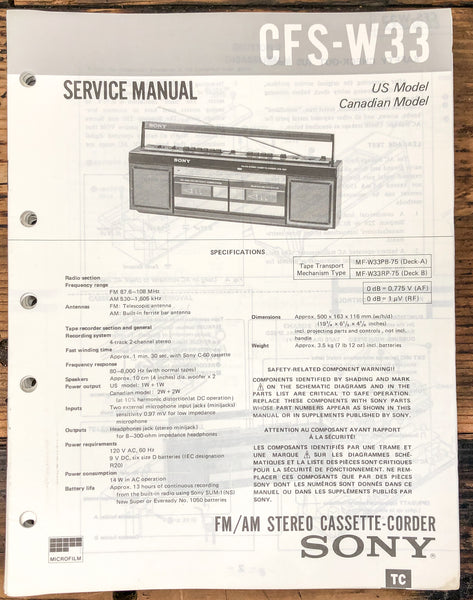 CFS-W33
SERVICE MANUAL
US Model
Canadian Model
SONY
SONY
SPECIFICATIONS
Tape Transport Mechanism Type
MF-W33PB-75 (Deck-A)
MF-W33RP-75 (Deck B)
0 dB = 0.775 V (AF)
0 dB = 1 μV (RF)
Radio section
Frequency range
FM 87.6–108 MHz
AM 530–1,605 kHz
Antennas FM: Telescopic antenna
AM: Built-in ferrite bar antenna
Tape recorder section and general
Recording system
4-track 2-channel stereo
Fast winding time
Approx. 1 min. 30 sec. with Sony C-60 cassette
Frequency response
80–8,000 Hz (with normal tapes)
Speakers Approx. 10 cm (4 inches) dia. woofer x 2
Power output US model: 1W + 1W
Canadian model: 2W + 2W
(at 10% harmonic distortion)(at DC operation)
Inputs Two external microphone input jacks (minijacks)
sensitivity 0.97 mV for low impedance
microphone
Outputs Headphones jack (stereo minijack)
for 8–300-ohm impedance headphones
Power requirements
120 V AC, 60 Hz
9 V DC, six size D batteries (IEC designation
R20)
Power consumption
14 W in AC operation
Battery life Approx. 13 hours of continuous recording
from the built-in radio using Sony SUM-1(NS)
New Super or Eveready No. 1050 batteries
Dimensions Approx. 500 x 163 x 116 mm (w/h/d)
incl. projecting parts and controls, not incl.
handle
Weight Approx. 3.5 kg (7 lb 12 oz) incl. batteries
SAFETY-RELATED COMPONENT WARNING!!
COMPONENTS IDENTIFIED BY SHADING AND MARK
⚠ ON THE SCHEMATIC DIAGRAMS AND IN THE
PARTS LIST ARE CRITICAL TO SAFE OPERATION.
REPLACE THESE COMPONENTS WITH SONY PARTS
WHOSE PART NUMBERS APPEAR AS SHOWN IN THIS
MANUAL OR IN SUPPLEMENTS PUBLISHED BY SONY.
ATTENTION AU COMPOSANT AYANT RAPPORT
À LA SÉCURITÉ!
LES COMPOSANTS IDENTIFIÉS PAR UNE TRAME ET
UNE MARQUE ⚠ SUR LES DIAGRAMMES SCHÉ-
MATIQUES ET LA LISTE DES PIÈCES SONT CRITIQUES
POUR LA SÉCURITÉ DE FONCTIONNEMENT. NE REM-
PLACER CES COMPOSANTS QUE PAR DES PIÈCES
SONY DONT LES NUMÉROS SONT DONNÉS DANS CE
MANUEL OU DANS LES SUPPLÉMENTS PUBLIÉS PAR
SONY.
MICROFILM
FM/AM STEREO CASSETTE-CORDER
SONY®
TC